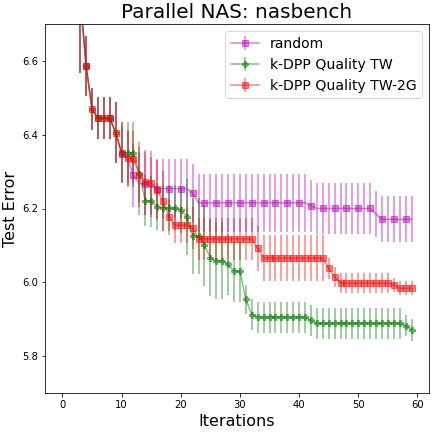 Parallel NAS: nasbench
random
k-DPP Quality TW
k-DPP Quality TW-2G
Test Error
6.6
6.4
6.2
6.0
5.8
0 10 20 30 40 50 60
Iterations